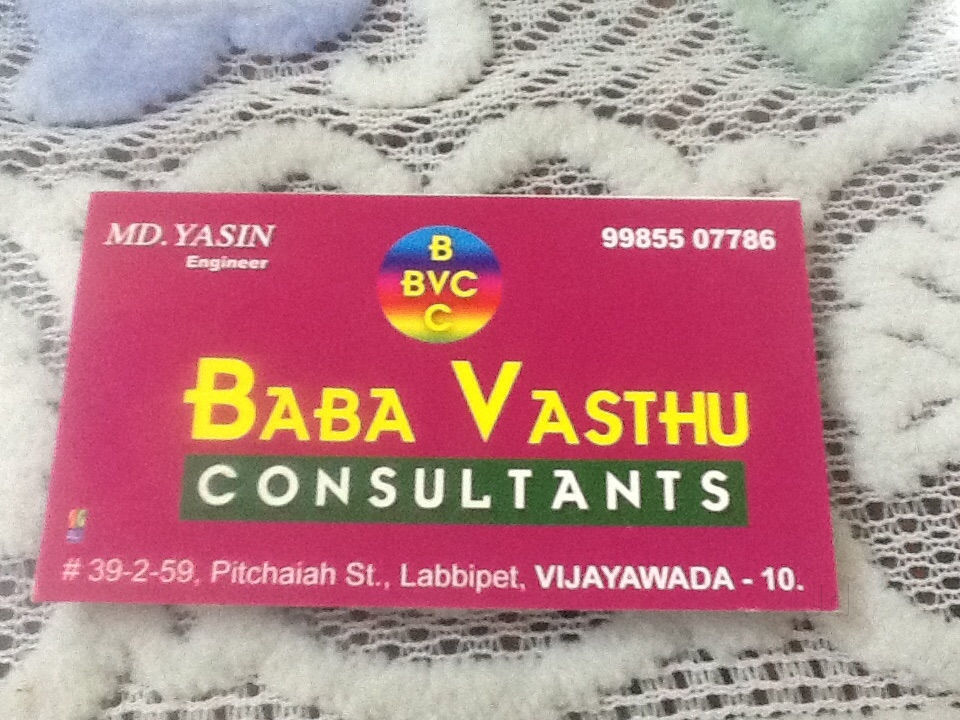 MD. YASIN
Engineer
99855 07786
B
BVC
C
BABA VASTHU
CONSULTANTS
# 39-2-59, Pitchaiah St., Labbipet, VIJAYAWADA - 10.